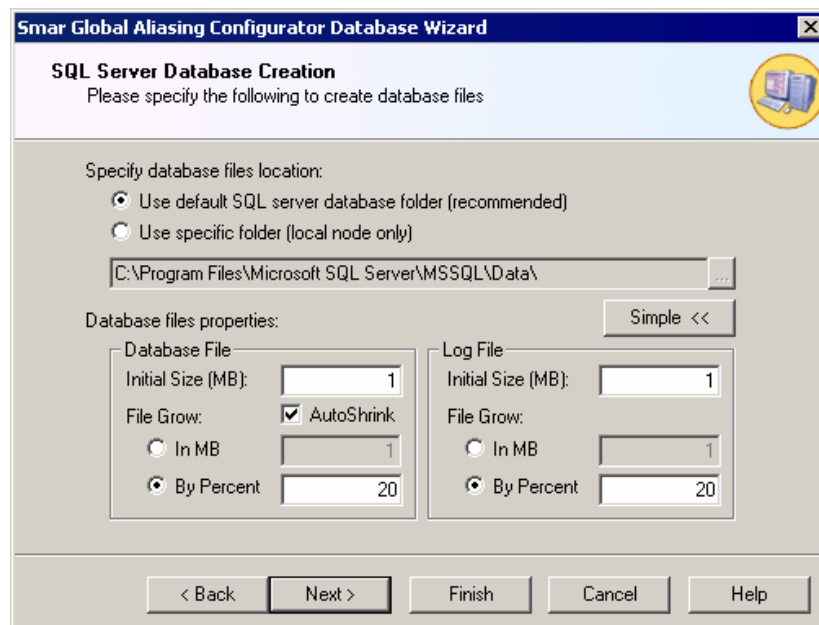 Smar Global Aliasing Configurator Database Wizard
SQL Server Database Creation
Please specify the following to create database files
Specify database files location:
Use default SQL server database folder (recommended)
Use specific folder (local node only)
C:\Program Files\Microsoft SQL Server\MSSQL\Data\ ...
Database files properties: Simple <<
Database File
Initial Size (MB): 1
File Grow: AutoShrink
In MB 1
By Percent 20
Log File
Initial Size (MB): 1
File Grow:
In MB 1
By Percent 20
< Back Next > Finish Cancel Help